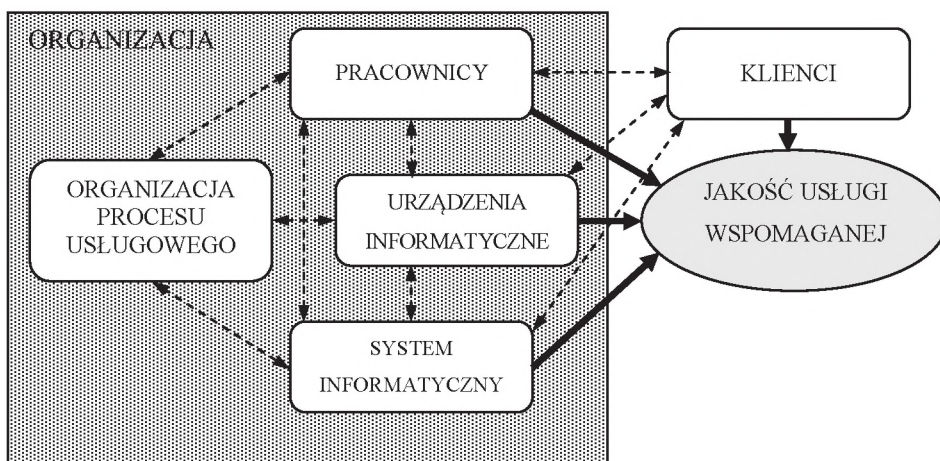 ORGANIZACJA
PRACOWNICY
KLIENCI
ORGANIZACJA
PROCESU
USŁUGOWEGO
URZĄDZENIA
INFORMATYCZNE
JAKOŚĆ USŁUGI
WSPOMAGANEJ
SYSTEM
INFORMATYCZNY